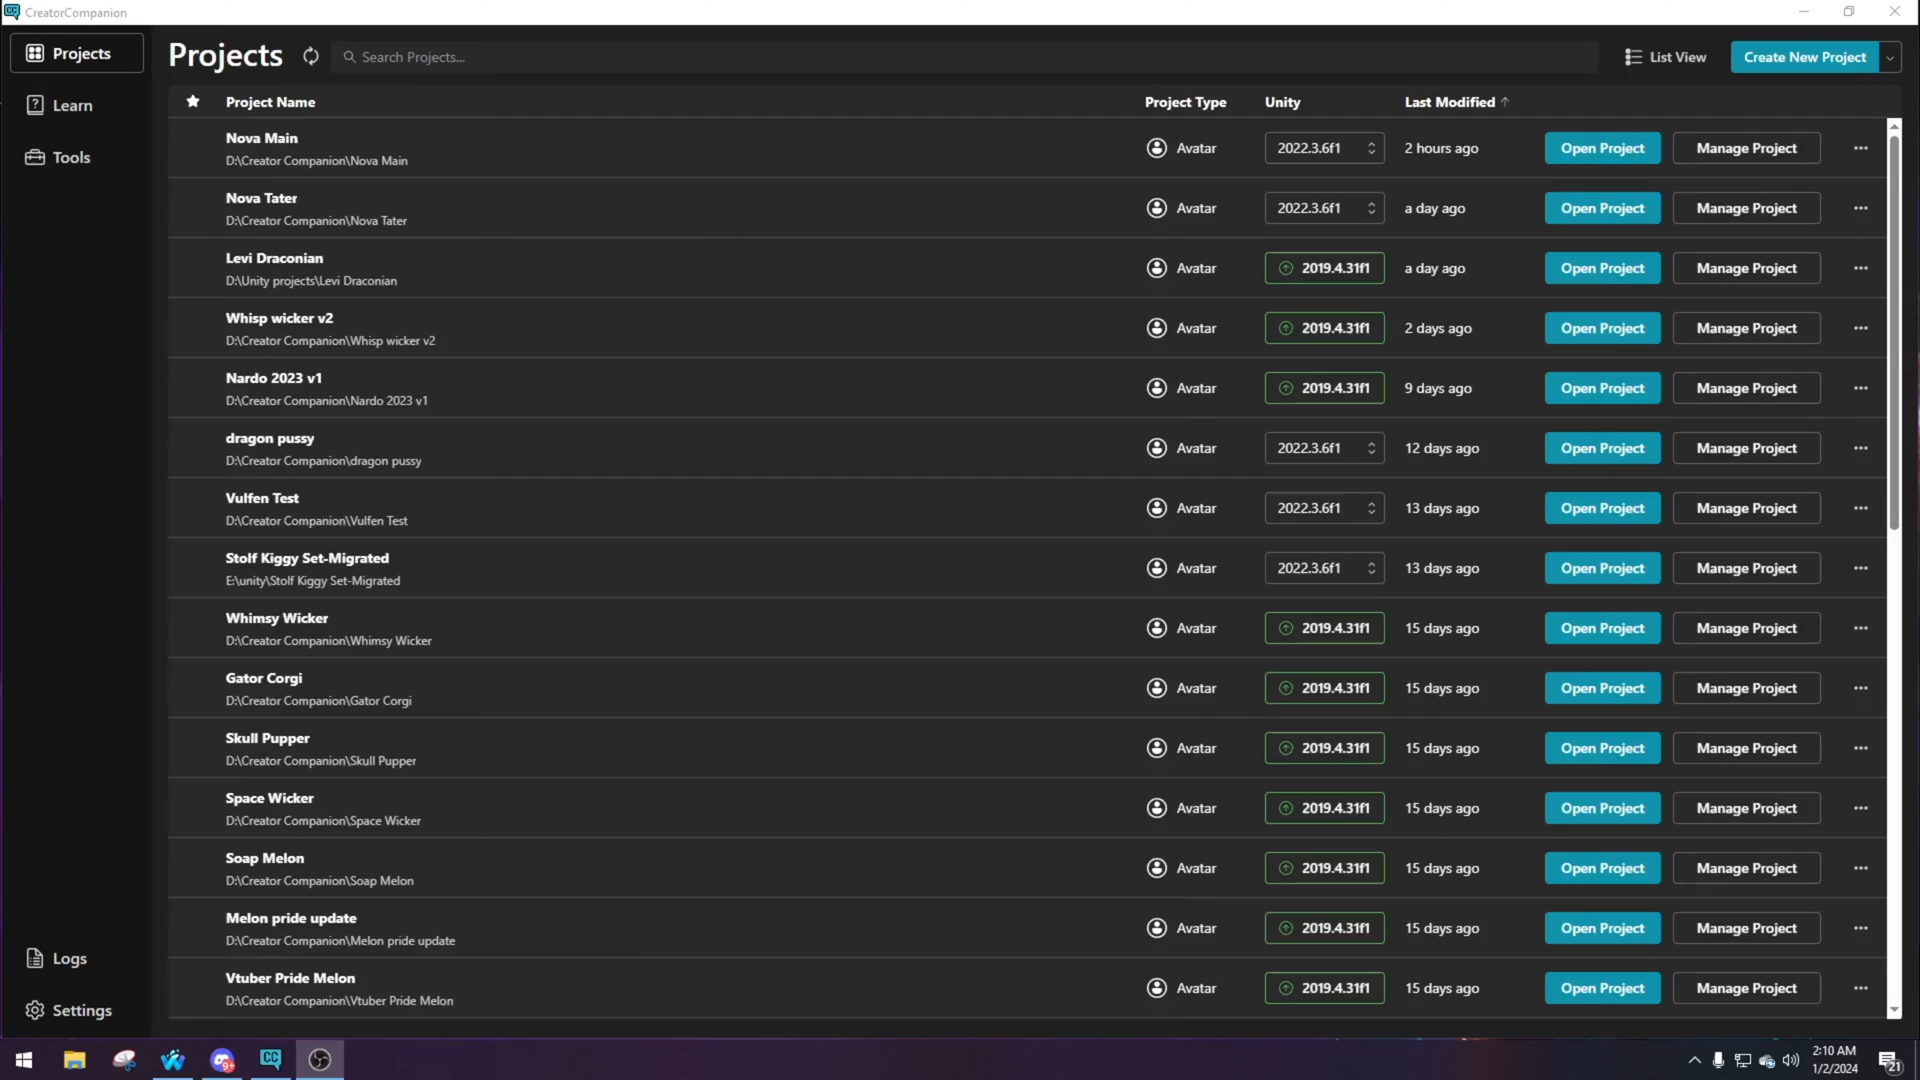 CreatorCompanion
Projects
Learn
Tools
Logs
Settings
Projects
Search Projects...
List View
Create New Project
Project Name
Project Type
Unity
Last Modified
Nova Main
D:\Creator Companion\Nova Main
Avatar
2022.3.6f1
2 hours ago
Open Project
Manage Project
Nova Tater
D:\Creator Companion\Nova Tater
Avatar
2022.3.6f1
a day ago
Open Project
Manage Project
Levi Draconian
D:\Unity projects\Levi Draconian
Avatar
2019.4.31f1
a day ago
Open Project
Manage Project
Whisp wicker v2
D:\Creator Companion\Whisp wicker v2
Avatar
2019.4.31f1
2 days ago
Open Project
Manage Project
Nardo 2023 v1
D:\Creator Companion\Nardo 2023 v1
Avatar
2019.4.31f1
9 days ago
Open Project
Manage Project
dragon pussy
D:\Creator Companion\dragon pussy
Avatar
2022.3.6f1
12 days ago
Open Project
Manage Project
Vulfen Test
D:\Creator Companion\Vulfen Test
Avatar
2022.3.6f1
13 days ago
Open Project
Manage Project
Stolf Kiggy Set-Migrated
E:\unity\Stolf Kiggy Set-Migrated
Avatar
2022.3.6f1
13 days ago
Open Project
Manage Project
Whimsy Wicker
D:\Creator Companion\Whimsy Wicker
Avatar
2019.4.31f1
15 days ago
Open Project
Manage Project
Gator Corgi
D:\Creator Companion\Gator Corgi
Avatar
2019.4.31f1
15 days ago
Open Project
Manage Project
Skull Pupper
D:\Creator Companion\Skull Pupper
Avatar
2019.4.31f1
15 days ago
Open Project
Manage Project
Space Wicker
D:\Creator Companion\Space Wicker
Avatar
2019.4.31f1
15 days ago
Open Project
Manage Project
Soap Melon
D:\Creator Companion\Soap Melon
Avatar
2019.4.31f1
15 days ago
Open Project
Manage Project
Melon pride update
D:\Creator Companion\Melon pride update
Avatar
2019.4.31f1
15 days ago
Open Project
Manage Project
Vtuber Pride Melon
D:\Creator Companion\Vtuber Pride Melon
Avatar
2019.4.31f1
15 days ago
Open Project
Manage Project
CC
9+
CC
2:10 AM
1/2/2024
21